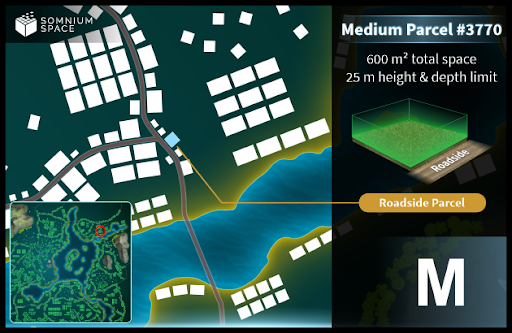 SOMNIUM
SPACE
Medium Parcel #3770
600 m² total space
25 m height & depth limit
Roadside
Roadside Parcel
M